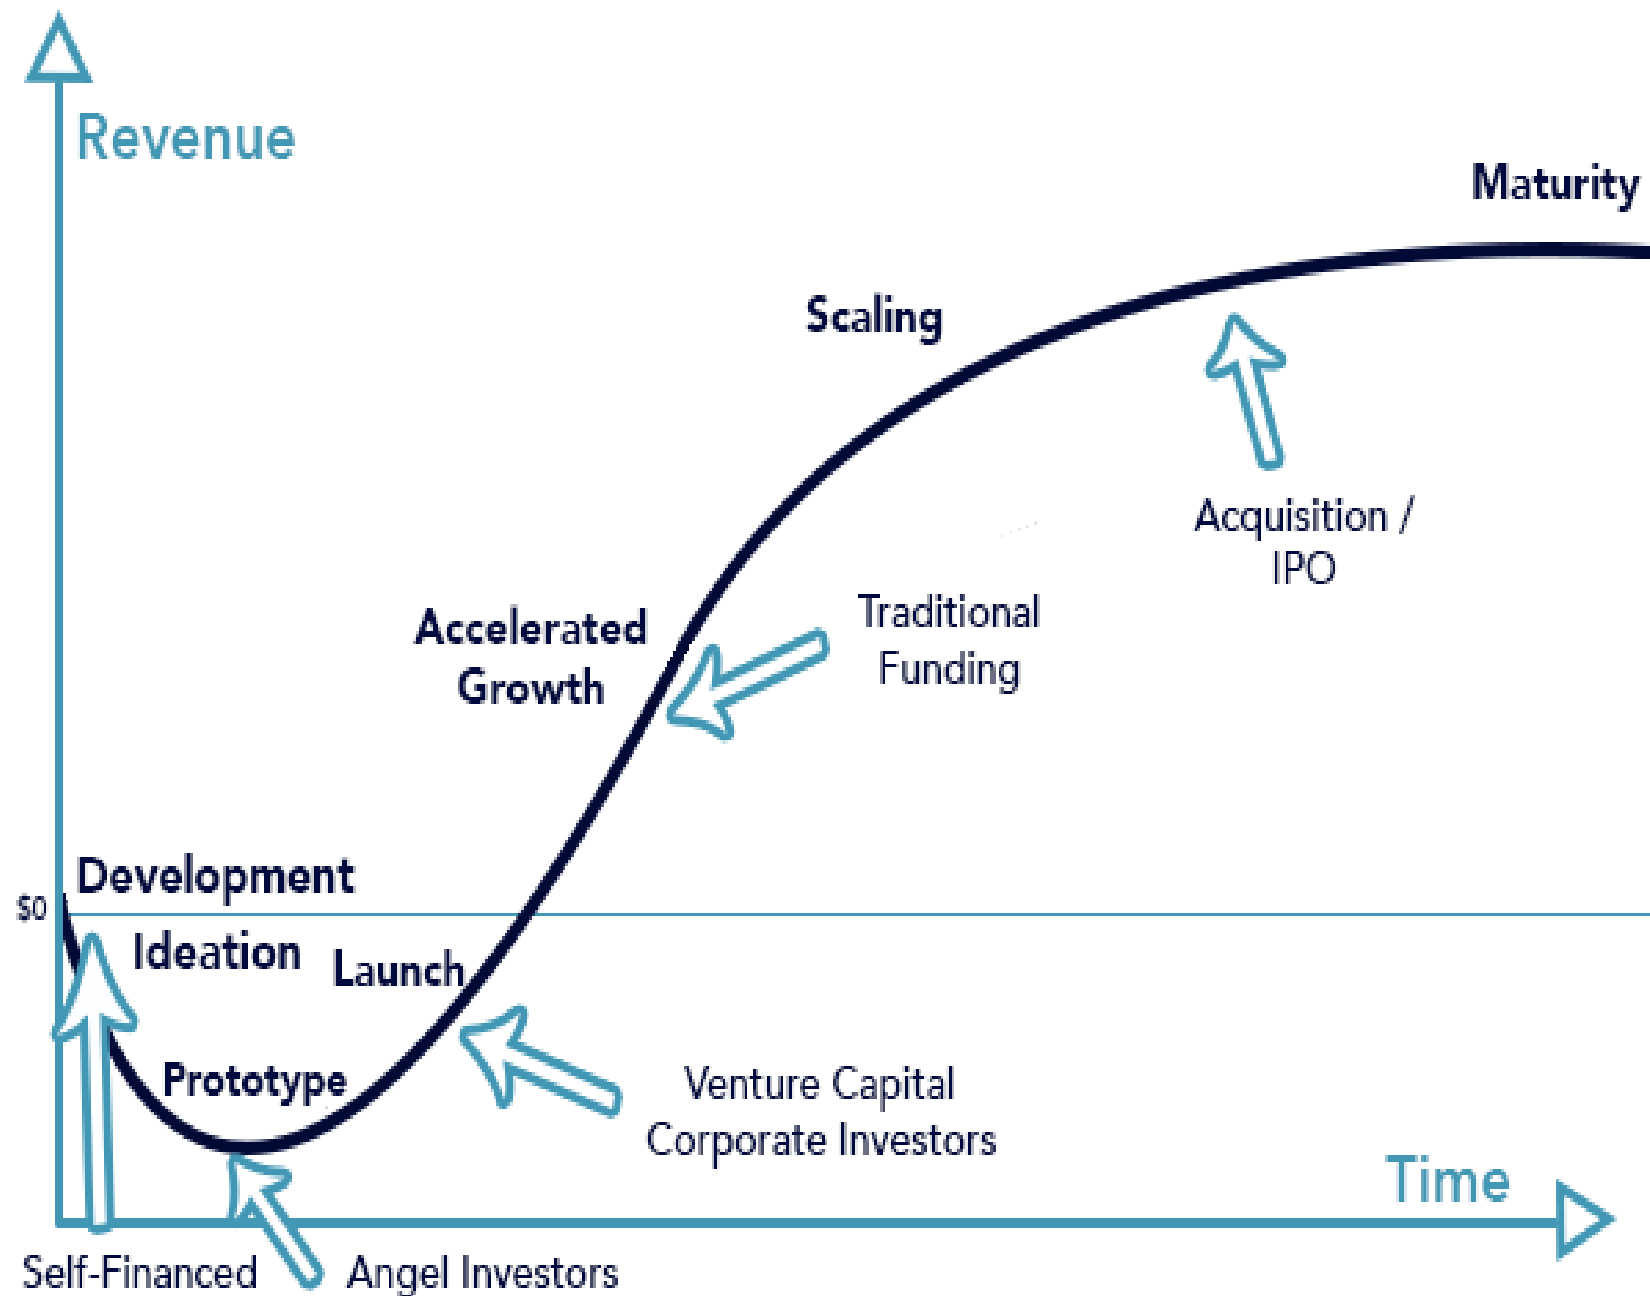 Revenue
Maturity
Scaling
Acquisition /
IPO
Traditional
Funding
Accelerated
Growth
Development
$0
Ideation
Launch
Prototype
Venture Capital
Corporate Investors
Time
Self-Financed
Angel Investors